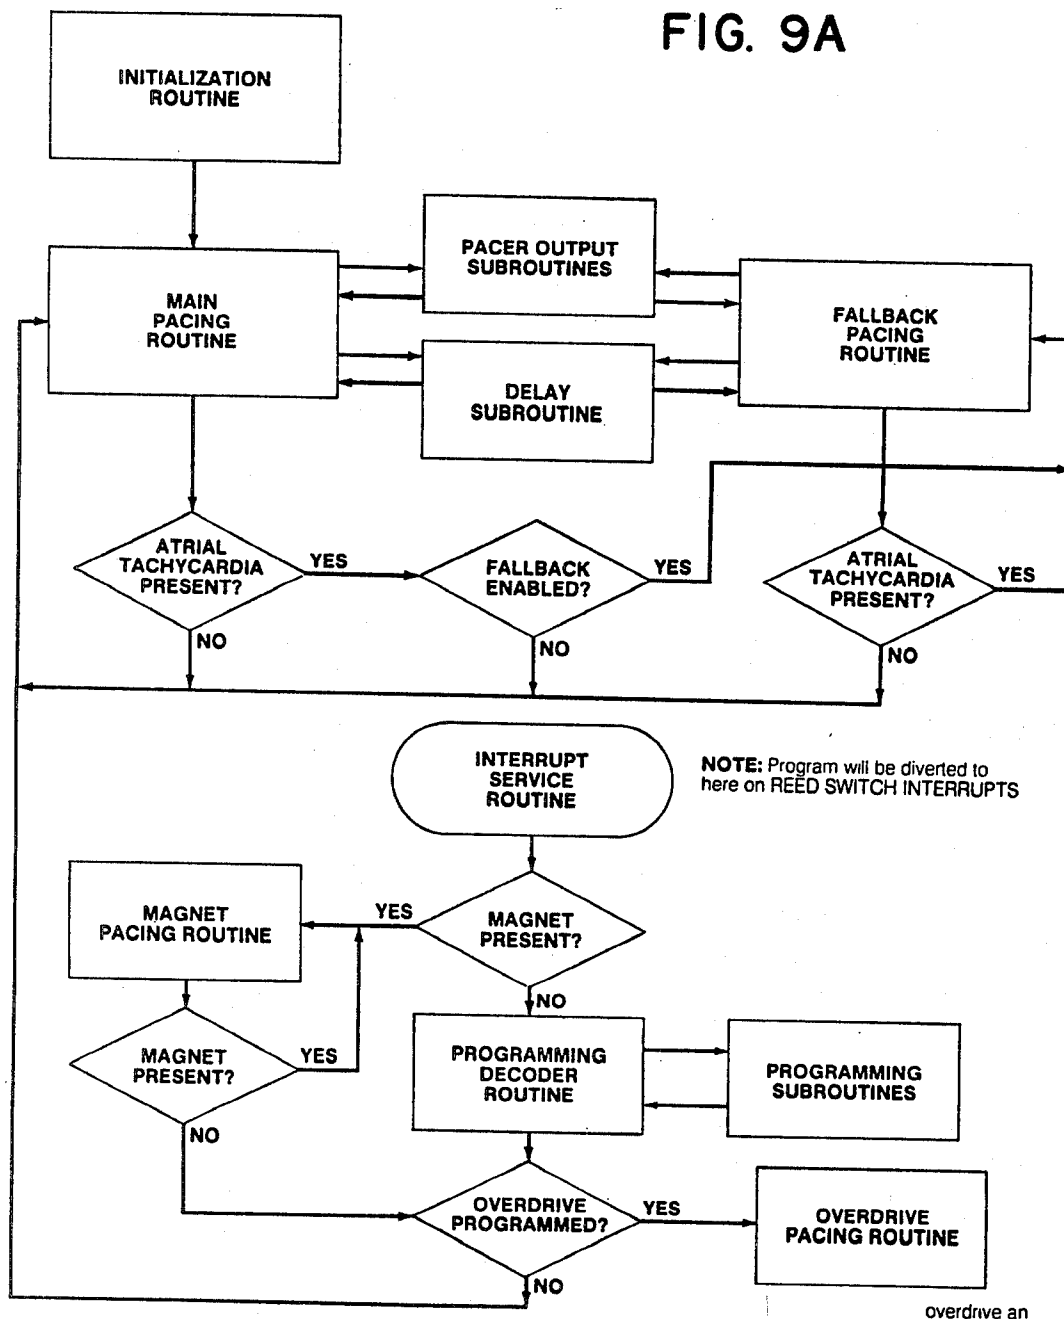 FIG. 9A
INITIALIZATION
ROUTINE
PACER OUTPUT
SUBROUTINES
MAIN
PACING
ROUTINE
FALLBACK
PACING
ROUTINE
DELAY
SUBROUTINE
ATRIAL
TACHYCARDIA
PRESENT?
YES
FALLBACK
ENABLED?
YES
ATRIAL
TACHYCARDIA
PRESENT?
YES
NO
NO
NO
INTERRUPT
SERVICE
ROUTINE
NOTE: Program will be diverted to
here on REED SWITCH INTERRUPTS
MAGNET
PACING ROUTINE
YES
MAGNET
PRESENT?
NO
MAGNET
PRESENT?
YES
NO
PROGRAMMING
DECODER
ROUTINE
PROGRAMMING
SUBROUTINES
OVERDRIVE
PROGRAMMED?
YES
OVERDRIVE
PACING ROUTINE
NO
overdrive an